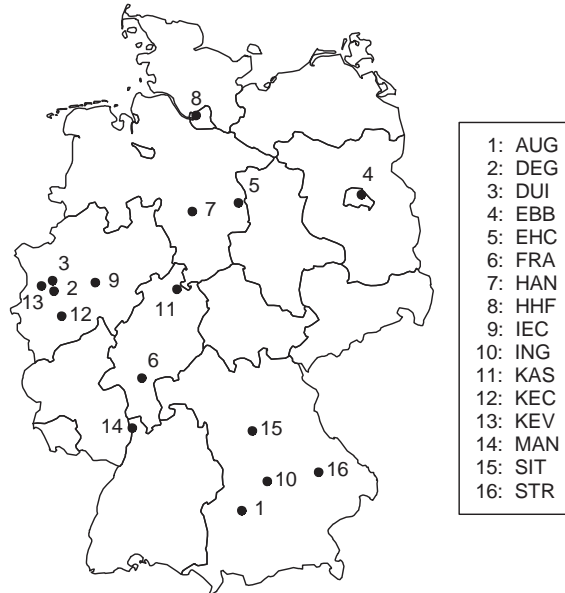 8
4
5
7
3
2
9
13
11
12
6
14
15
16
10
1
1: AUG
2: DEG
3: DUI
4: EBB
5: EHC
6: FRA
7: HAN
8: HHF
9: IEC
10: ING
11: KAS
12: KEC
13: KEV
14: MAN
15: SIT
16: STR